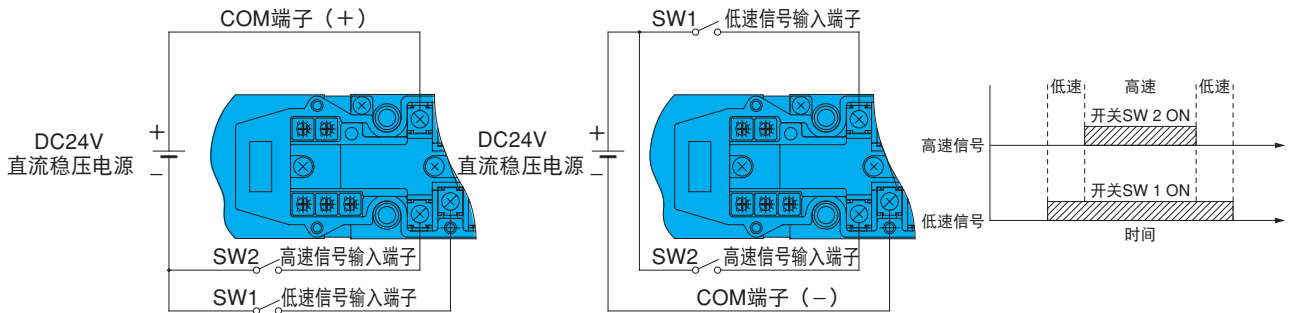 COM端子（＋）
DC24V
直流稳压电源
+
−
SW2 高速信号输入端子
SW1 低速信号输入端子
SW1 低速信号输入端子
DC24V
直流稳压电源
+
−
SW2 高速信号输入端子
COM端子（－）
低速 高速 低速
开关SW 2 ON
高速信号
开关SW 1 ON
低速信号
时间